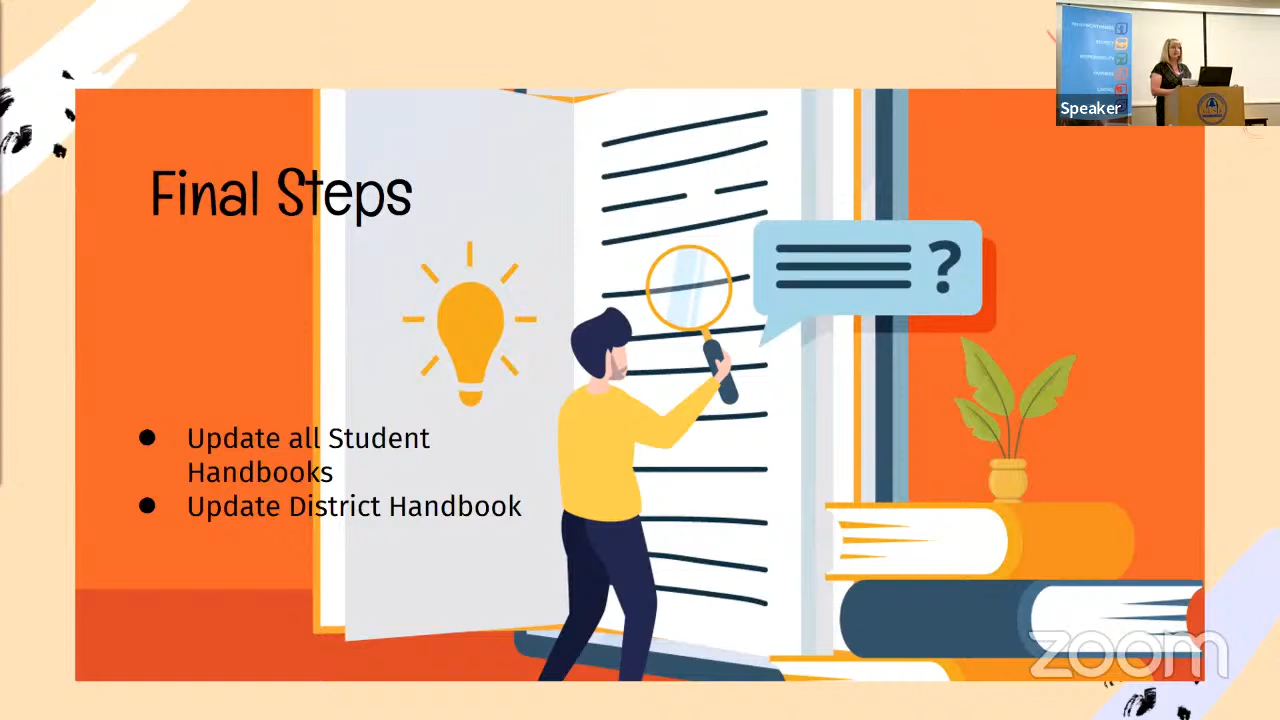 Final Steps
● Update all Student
Handbooks
● Update District Handbook
?
Speaker
zoom